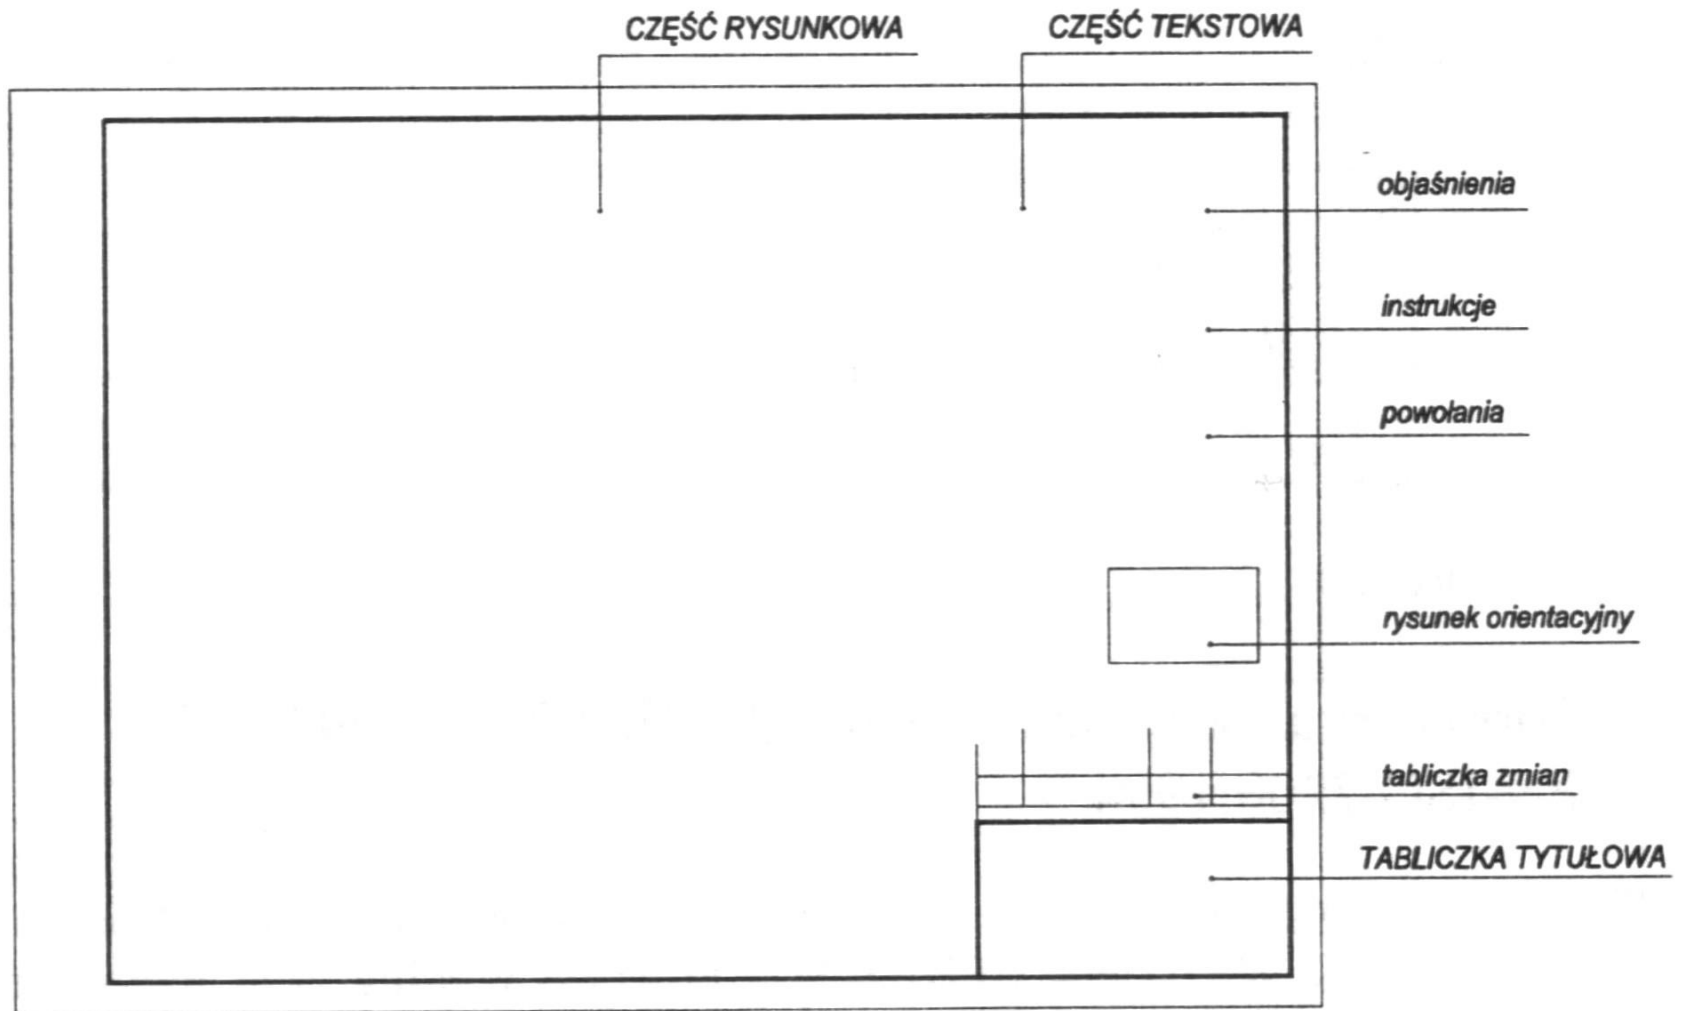 CZĘŚĆ RYSUNKOWA
CZĘŚĆ TEKSTOWA
objaśnienia
instrukcje
powołania
rysunek orientacyjny
tabliczka zmian
TABLICZKA TYTUŁOWA